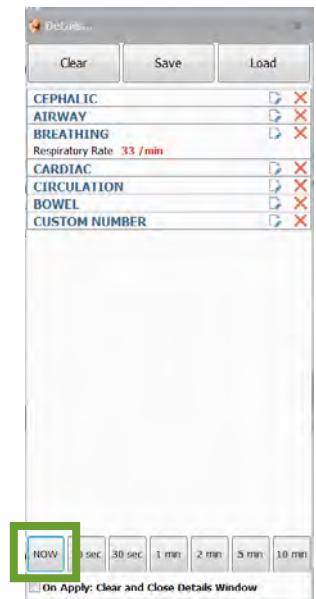 Details...
Clear Save Load
CEPHALIC
AIRWAY
BREATHING
Respiratory Rate 33 /min
CARDIAC
CIRCULATION
BOWEL
CUSTOM NUMBER
NOW sec 30 sec 1 min 2 min 5 min 10 min
On Apply: Clear and Close Details Window